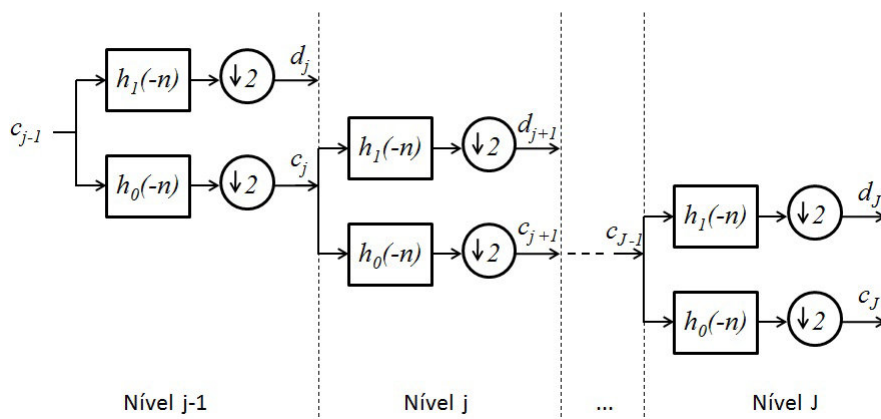 c_{j-1}
h_1(-n)
↓2
d_j
h_0(-n)
↓2
c_j
h_1(-n)
↓2
d_{j+1}
h_0(-n)
↓2
c_{j+1}
c_{J-1}
h_1(-n)
↓2
d_J
h_0(-n)
↓2
c_J
Nível j-1
Nível j
...
Nível J